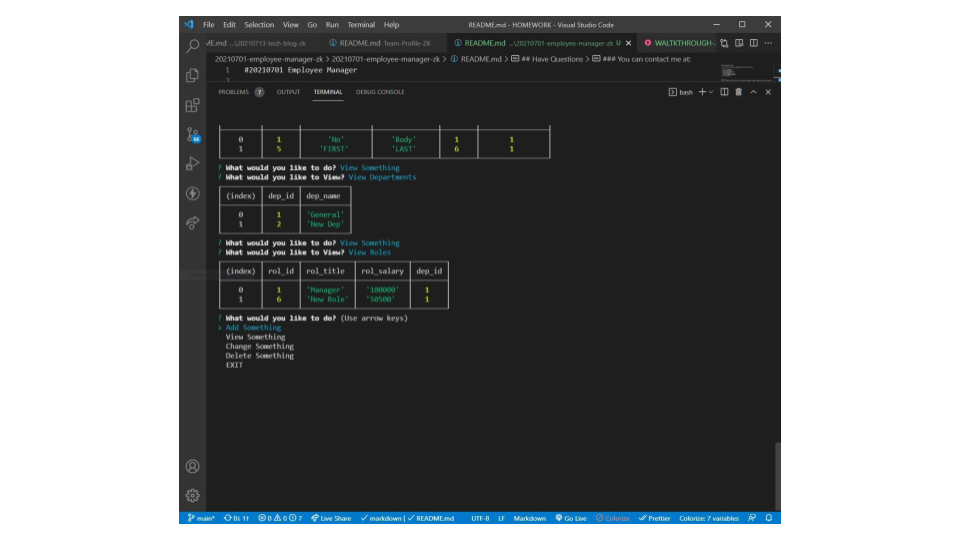 File Edit Selection View Go Run Terminal Help README.md - HOMEWORK - Visual Studio Code
ME.md ...\20210713-tech-blog-zk README.md Team-Profile-ZK README.md ...\20210701-employee-manager-zk U WALTKTHROUGH-
20210701-employee-manager-zk > 20210701-employee-manager-zk > README.md > ## Have Questions > ### You can contact me at:
1 #20210701 Employee Manager
PROBLEMS 7 OUTPUT TERMINAL DEBUG CONSOLE bash
0 1 'No' 'Body' 1 1
1 5 'FIRST' 'LAST' 6 1
? What would you like to do? View Something
? What would you like to View? View Departments
(index) dep_id dep_name
0 1 'General'
1 2 'New Dep'
? What would you like to do? View Something
? What would you like to View? View Roles
(index) rol_id rol_title rol_salary dep_id
0 1 'Manager' '100000' 1
1 6 'New Role' '50500' 1
? What would you like to do? (Use arrow keys)
> Add Something
View Something
Change Something
Delete Something
EXIT
main* 0↓ 1↑ 0 0 7 Live Share markdown | README.md UTF-8 LF Markdown Go Live Colorize Prettier Colorize: 7 variables